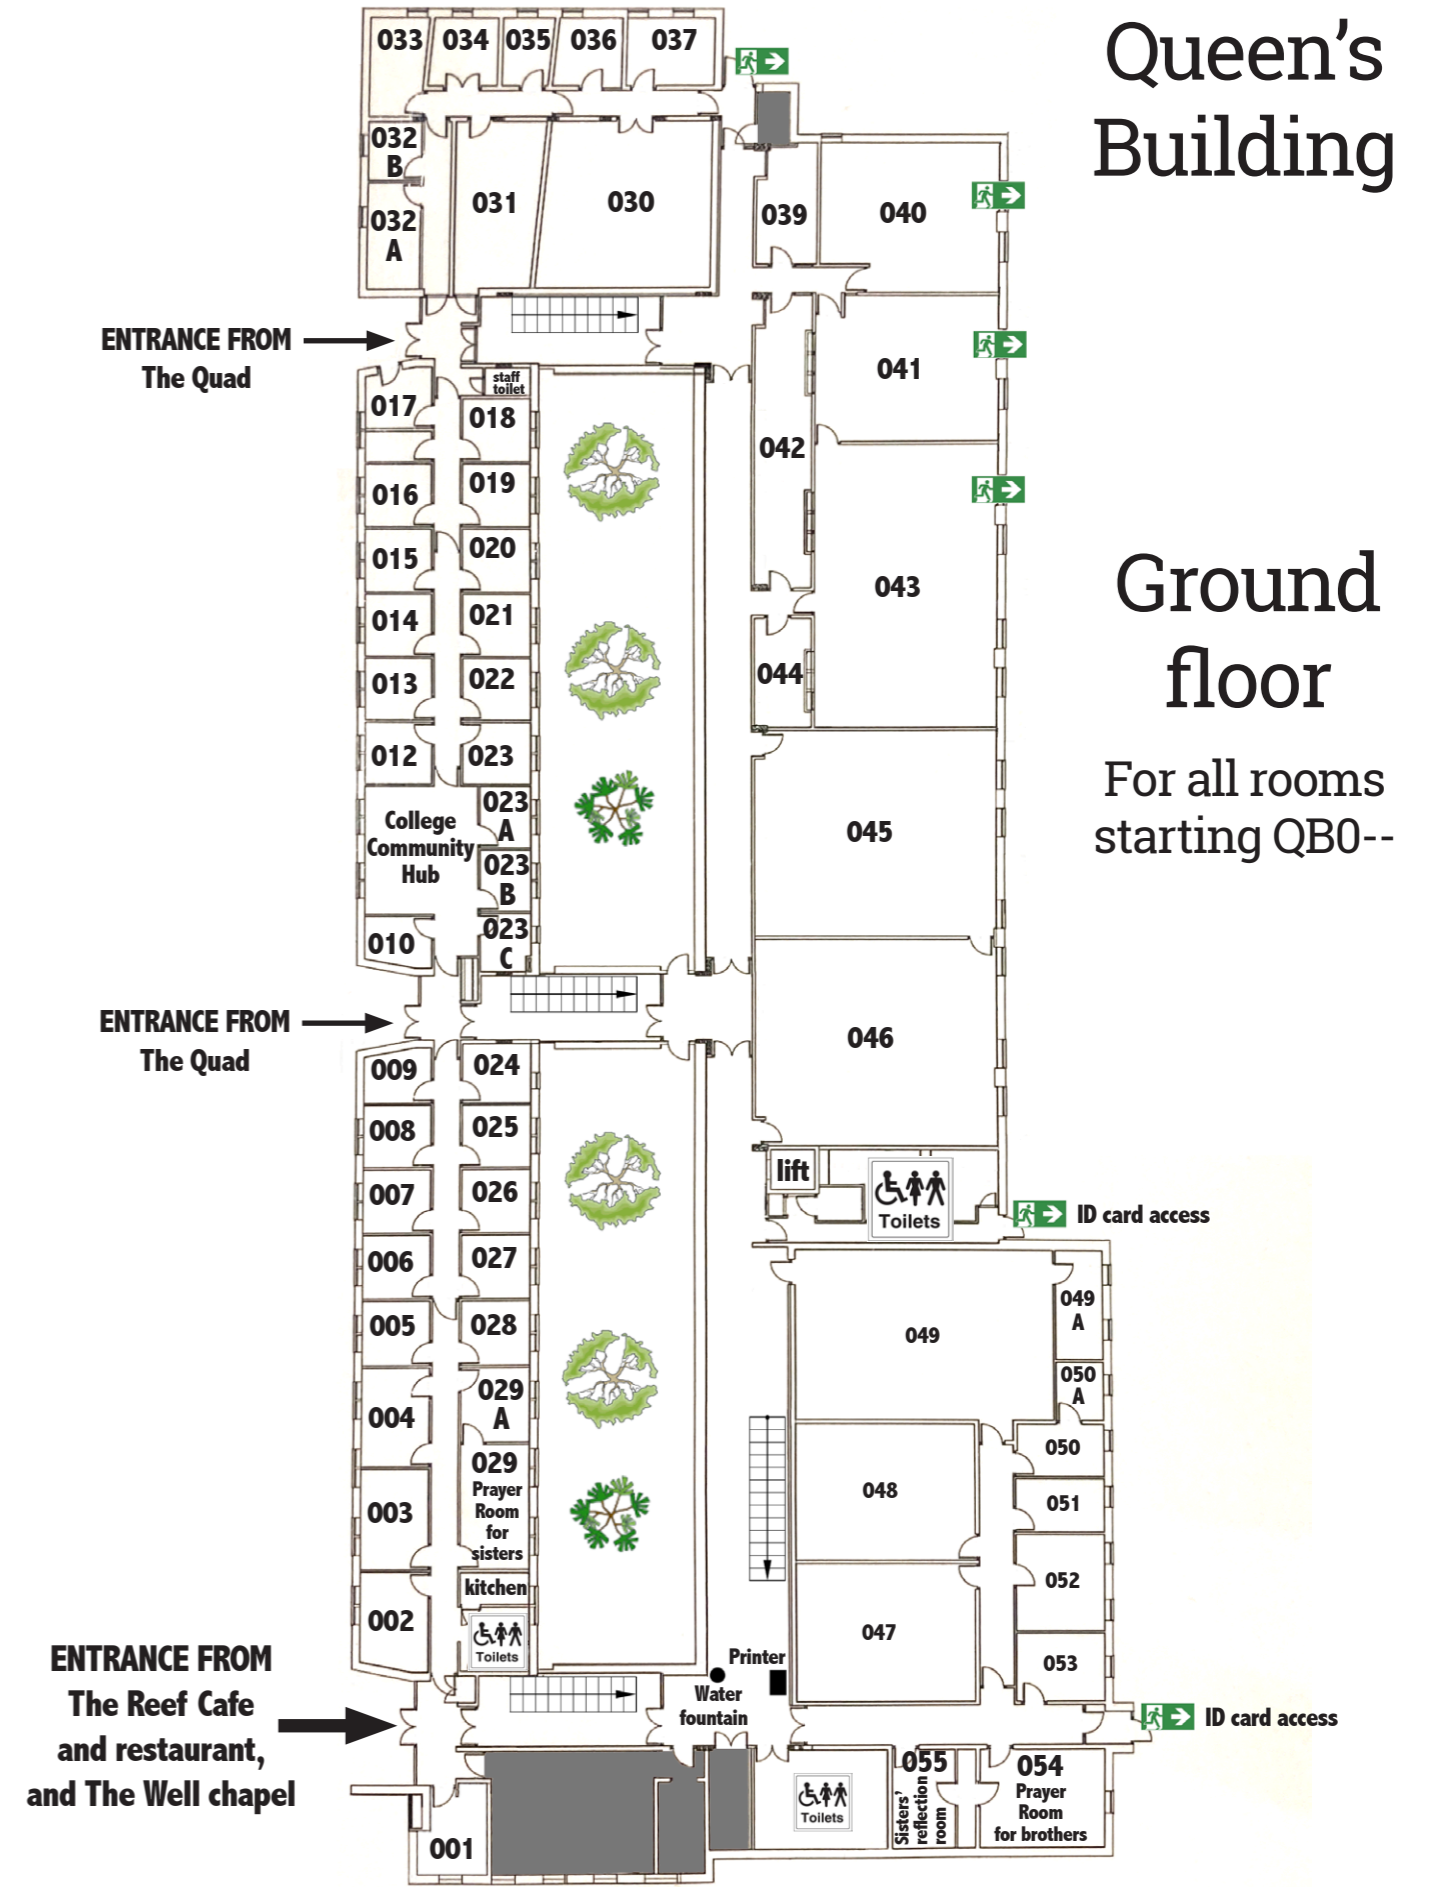 Queen's
Building
Ground
floor
For all rooms
starting QB0--
033
034
035
036
037
032
B
032
A
031
030
039
040
ENTRANCE FROM
The Quad
staff
toilet
017
018
041
042
016
019
015
020
043
014
021
013
022
044
012
023
College
Community
Hub
023
A
023
B
023
C
045
010
ENTRANCE FROM
The Quad
046
009
024
008
025
lift
Toilets
ID card access
007
026
006
027
005
028
049
049
A
050
A
004
029
A
050
003
029
Prayer
Room
for
sisters
048
051
052
kitchen
002
Toilets
047
053
ENTRANCE FROM
The Reef Cafe
and restaurant,
and The Well chapel
Printer
Water
fountain
ID card access
001
Toilets
055
Sisters'
reflection
room
054
Prayer
Room
for brothers